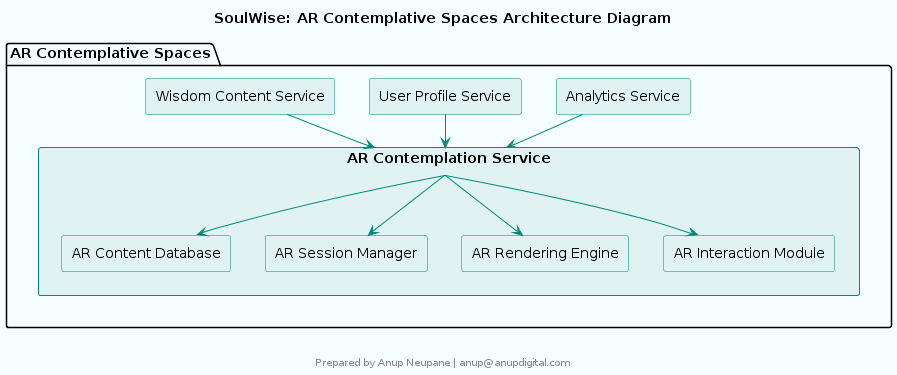 SoulWise: AR Contemplative Spaces Architecture Diagram
AR Contemplative Spaces
Wisdom Content Service
User Profile Service
Analytics Service
AR Contemplation Service
AR Content Database
AR Session Manager
AR Rendering Engine
AR Interaction Module
Prepared by Anup Neupane | anup@anupdigital.com